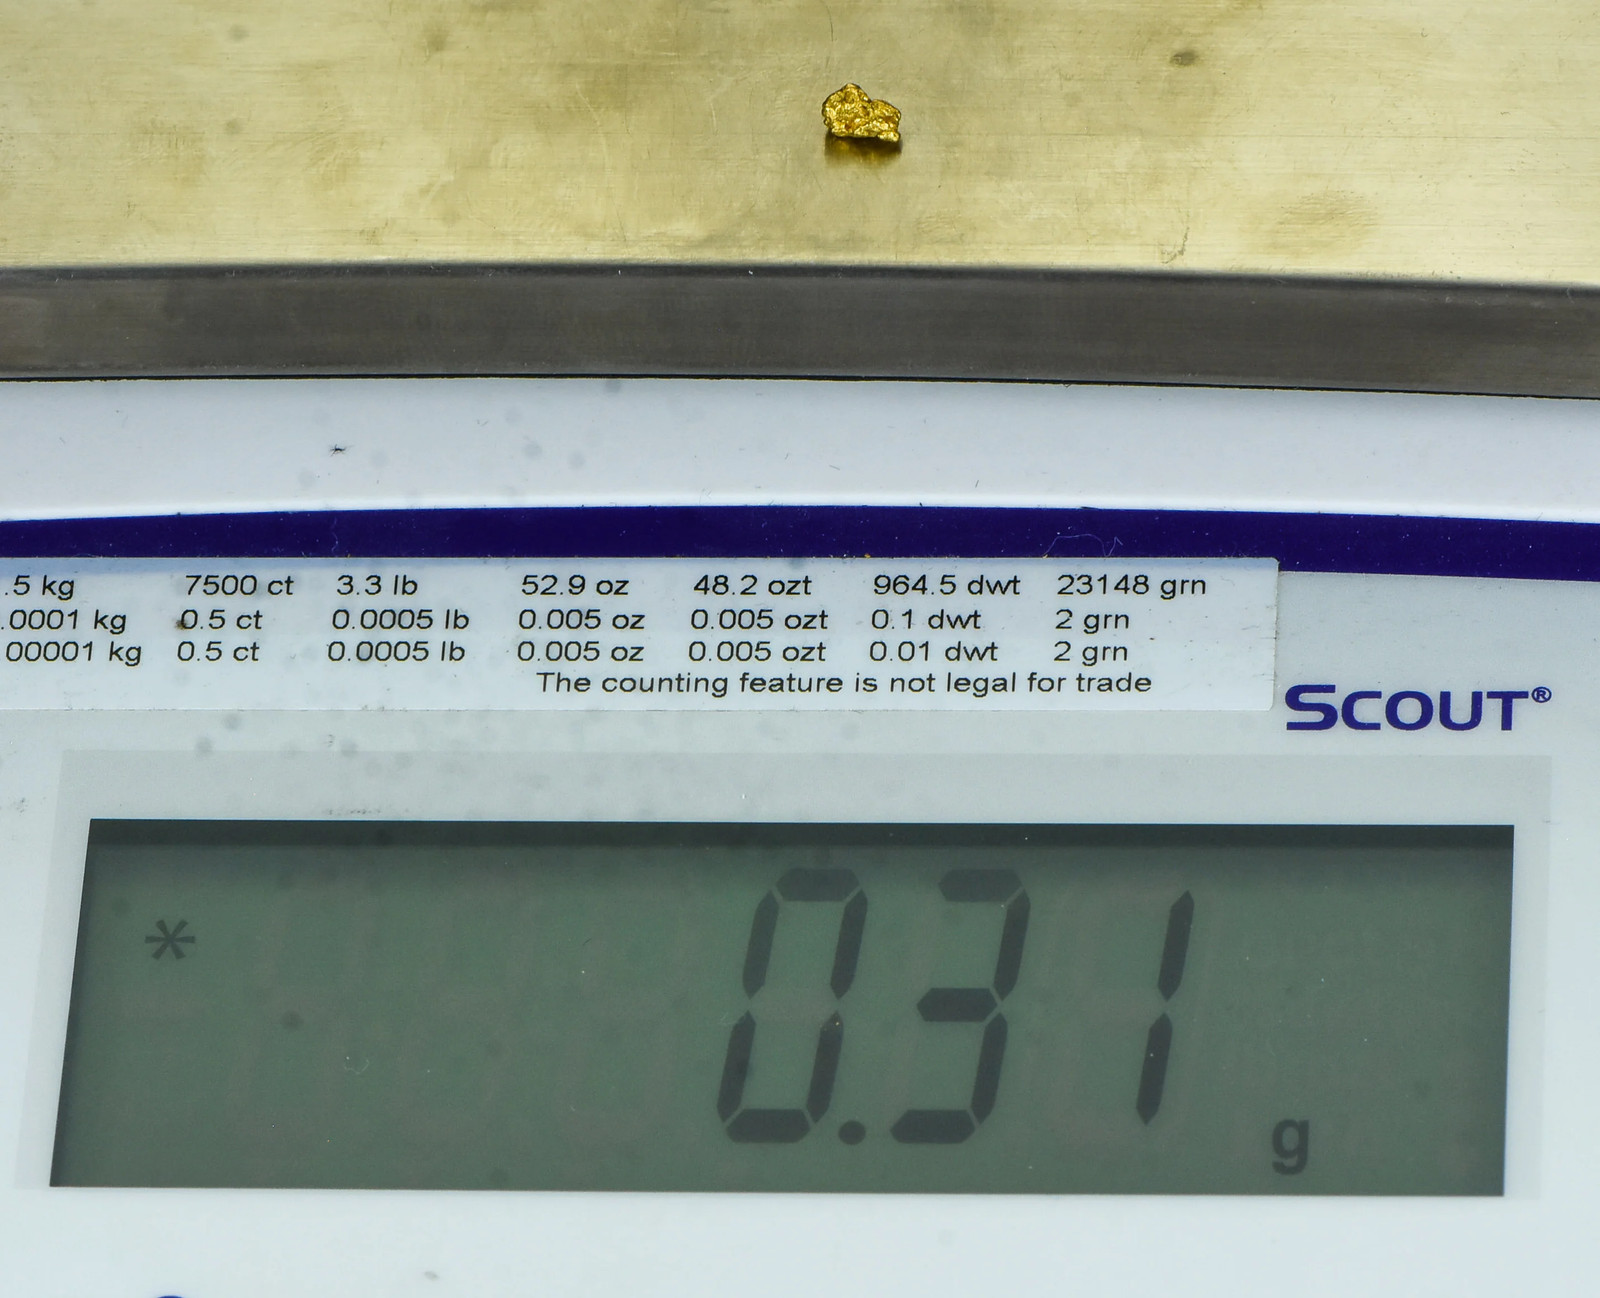 .5 kg 7500 ct 3.3 lb 52.9 oz 48.2 ozt 964.5 dwt 23148 grn
.0001 kg 0.5 ct 0.0005 lb 0.005 oz 0.005 ozt 0.1 dwt 2 grn
00001 kg 0.5 ct 0.0005 lb 0.005 oz 0.005 ozt 0.01 dwt 2 grn
The counting feature is not legal for trade
SCOUT®
* 0.31 g